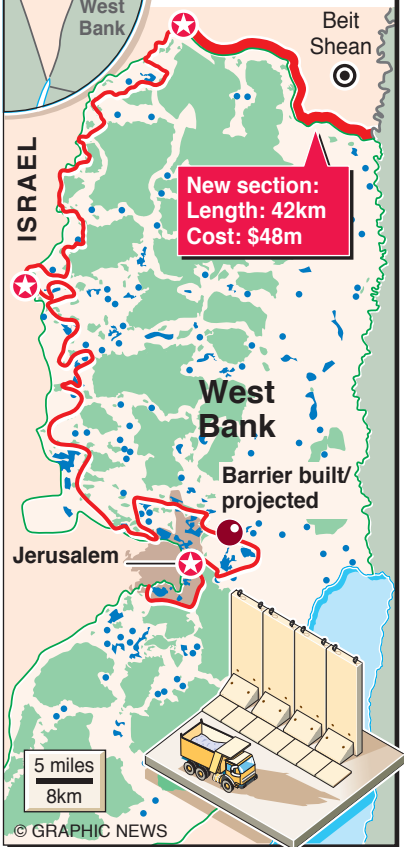 West
Bank
Beit
Shean
ISRAEL
New section:
Length: 42km
Cost: $48m
West
Bank
Barrier built/
projected
Jerusalem
5 miles
8km
© GRAPHIC NEWS